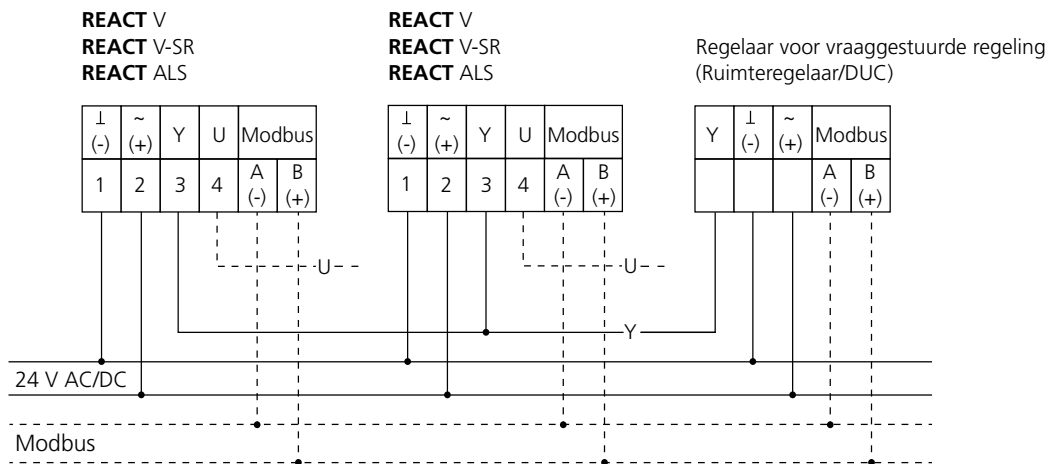 REACT V
REACT V-SR
REACT ALS
REACT V
REACT V-SR
REACT ALS
Regelaar voor vraaggestuurde regeling
(Ruimteregelaar/DUC)
⊥ ~ Y U Modbus
(-) (+)
1 2 3 4 A B
(-) (+)
⊥ ~ Y U Modbus
(-) (+)
1 2 3 4 A B
(-) (+)
Y ⊥ ~ Modbus
(-) (+)
A B
(-) (+)
U
U
Y
24 V AC/DC
Modbus